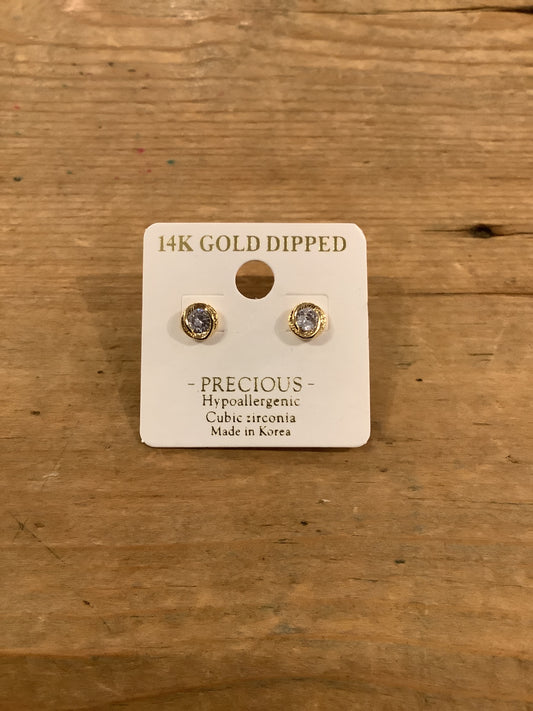 14K GOLD DIPPED
- PRECIOUS -
Hypoallergenic
Cubic zirconia
Made in Korea